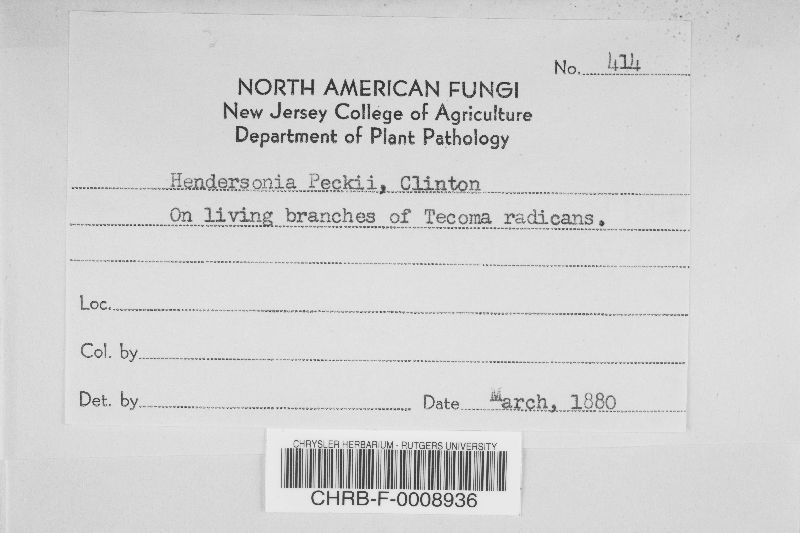 No. 414
NORTH AMERICAN FUNGI
New Jersey College of Agriculture
Department of Plant Pathology
Hendersonia Peckii, Clinton
On living branches of Tecoma radicans.
Loc.
Col. by
Det. by
Date March, 1880
CHRYSLER HERBARIUM - RUTGERS UNIVERSITY
CHRB-F-0008936